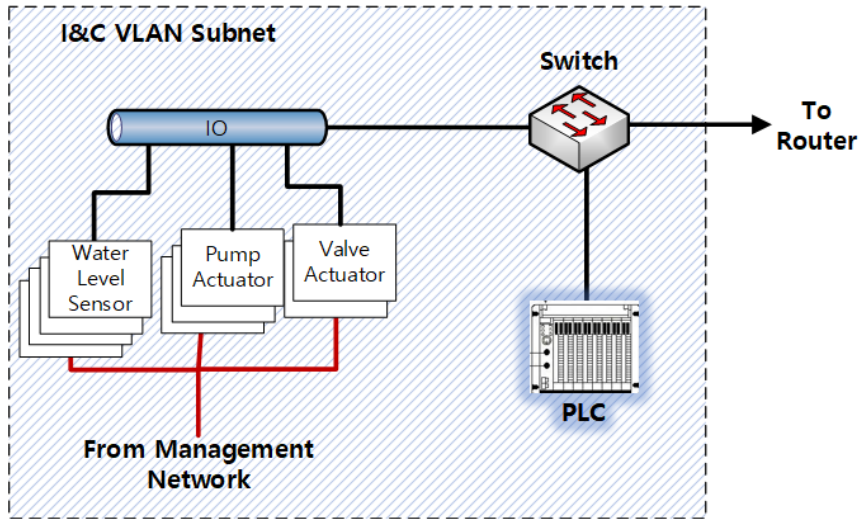 I&C VLAN Subnet
Switch
To
Router
IO
Water
Level
Sensor
Pump
Actuator
Valve
Actuator
PLC
From Management
Network